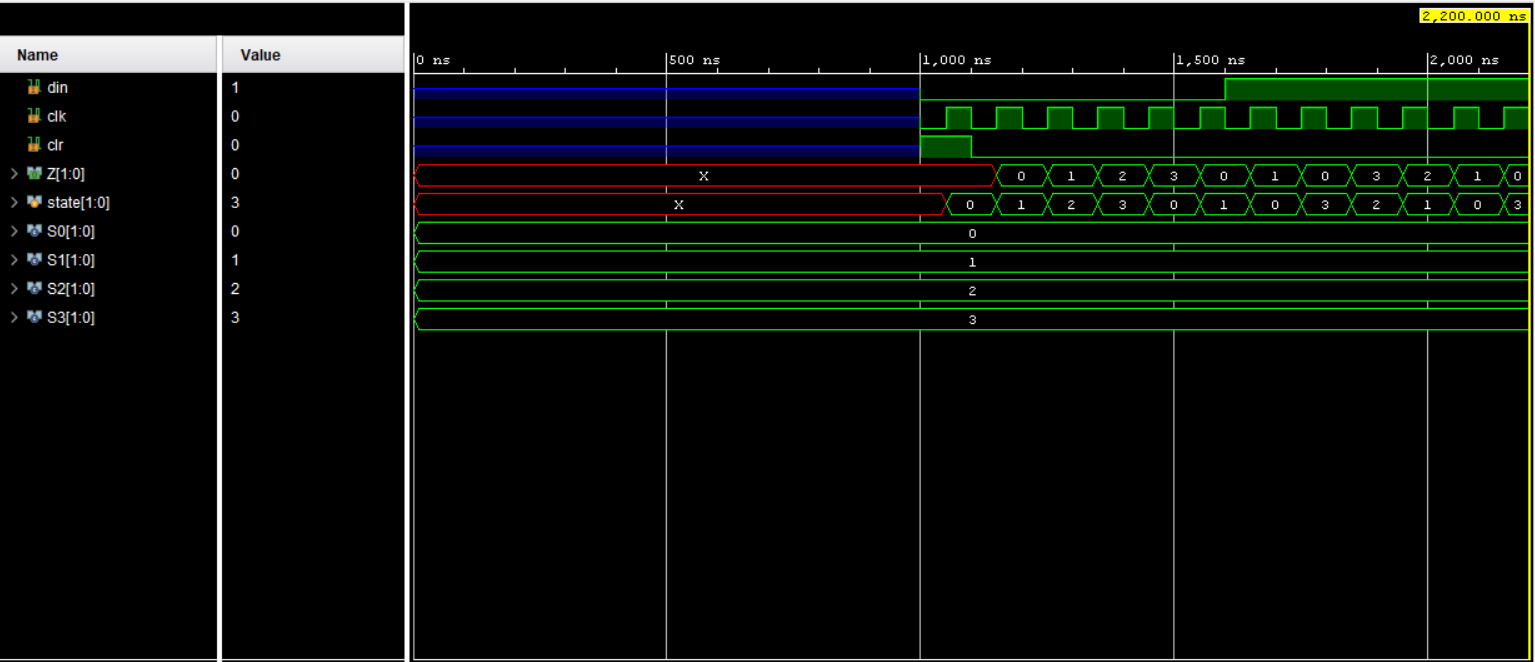 2,200.000 ns
Name Value
0 ns 500 ns 1,000 ns 1,500 ns 2,000 ns
din 1
clk 0
clr 0
Z[1:0] 0 X 0 1 2 3 0 1 0 3 2 1 0
state[1:0] 3 X 0 1 2 3 0 1 0 3 2 1 0 3
S0[1:0] 0 0
S1[1:0] 1 1
S2[1:0] 2 2
S3[1:0] 3 3